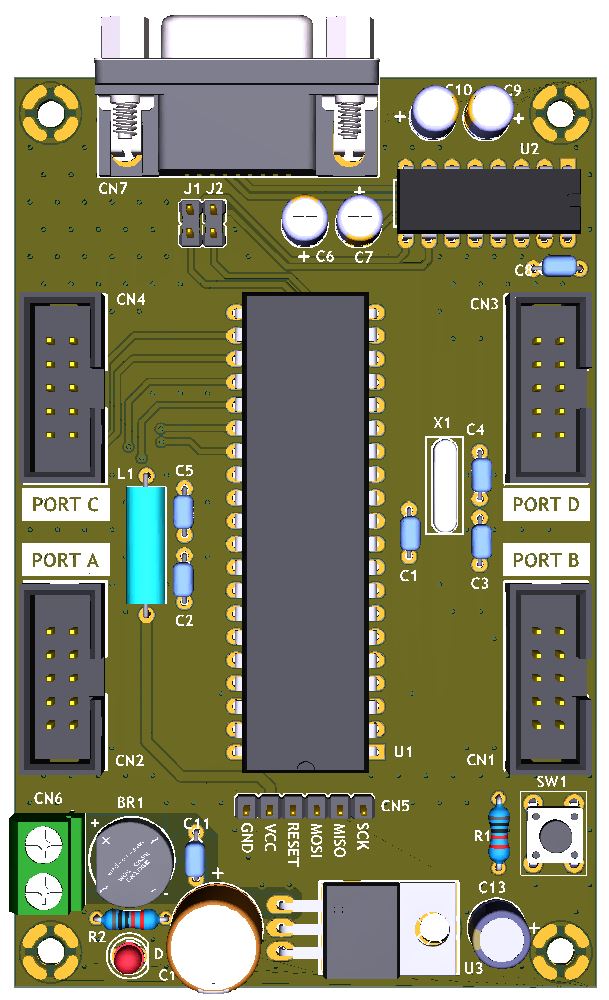 C10
C9
U2
CN7
J1
J2
C6
C7
C8
CN4
CN3
X1
C4
L1
C5
PORT C
PORT D
PORT A
PORT B
C1
C3
C2
CN2
U1
CN1
SW1
CN6
BR1
CN5
C11
GND
VCC
RESET
MOSI
MISO
SCK
R1
C13
R2
D
C1
U3